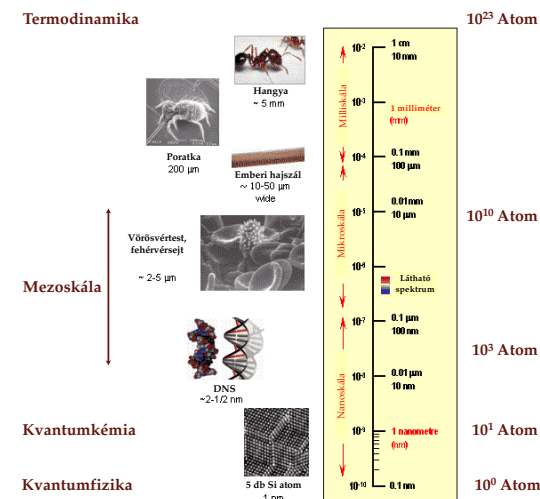 Termodinamika
10²³ Atom
Hangya
~ 5 mm
Poratka
200 µm
Emberi hajszál
~ 10-50 µm
wide
Vörösvértest,
fehérvérsejt
~ 2-5 µm
Mezoskála
DNS
~2-1/2 nm
Kvantumkémia
Kvantumfizika
5 db Si atom
1 nm
Milliskála
Mikroskála
Nanoskála
10⁻²
1 cm
10 mm
10⁻³
1 milliméter
(mm)
10⁻⁴
0.1 mm
100 µm
10⁻⁵
0.01 mm
10 µm
Látható
spektrum
10⁻⁷
0.1 µm
100 nm
0.01 µm
10 nm
10⁻⁹
1 nanometre
(nm)
10⁻¹⁰
0.1 nm
10¹⁰ Atom
10³ Atom
10¹ Atom
10⁰ Atom